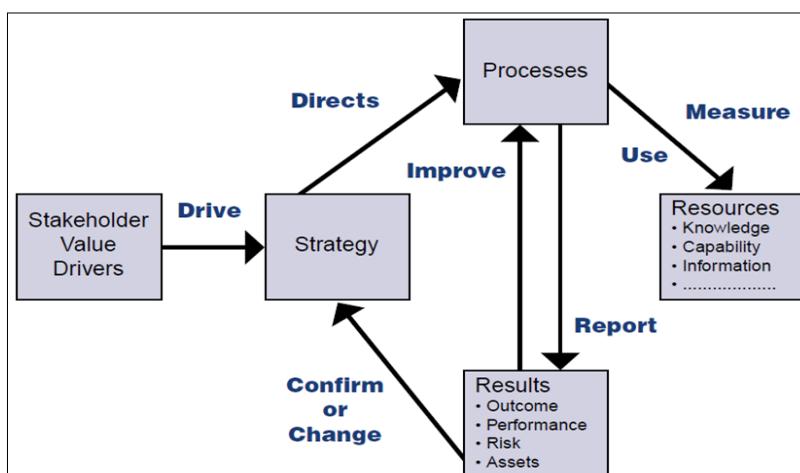 Processes
Directs
Measure
Improve
Use
Stakeholder
Value
Drivers
Drive
Strategy
Resources
• Knowledge
• Capability
• Information
• ...................
Report
Confirm
or
Change
Results
• Outcome
• Performance
• Risk
• Assets